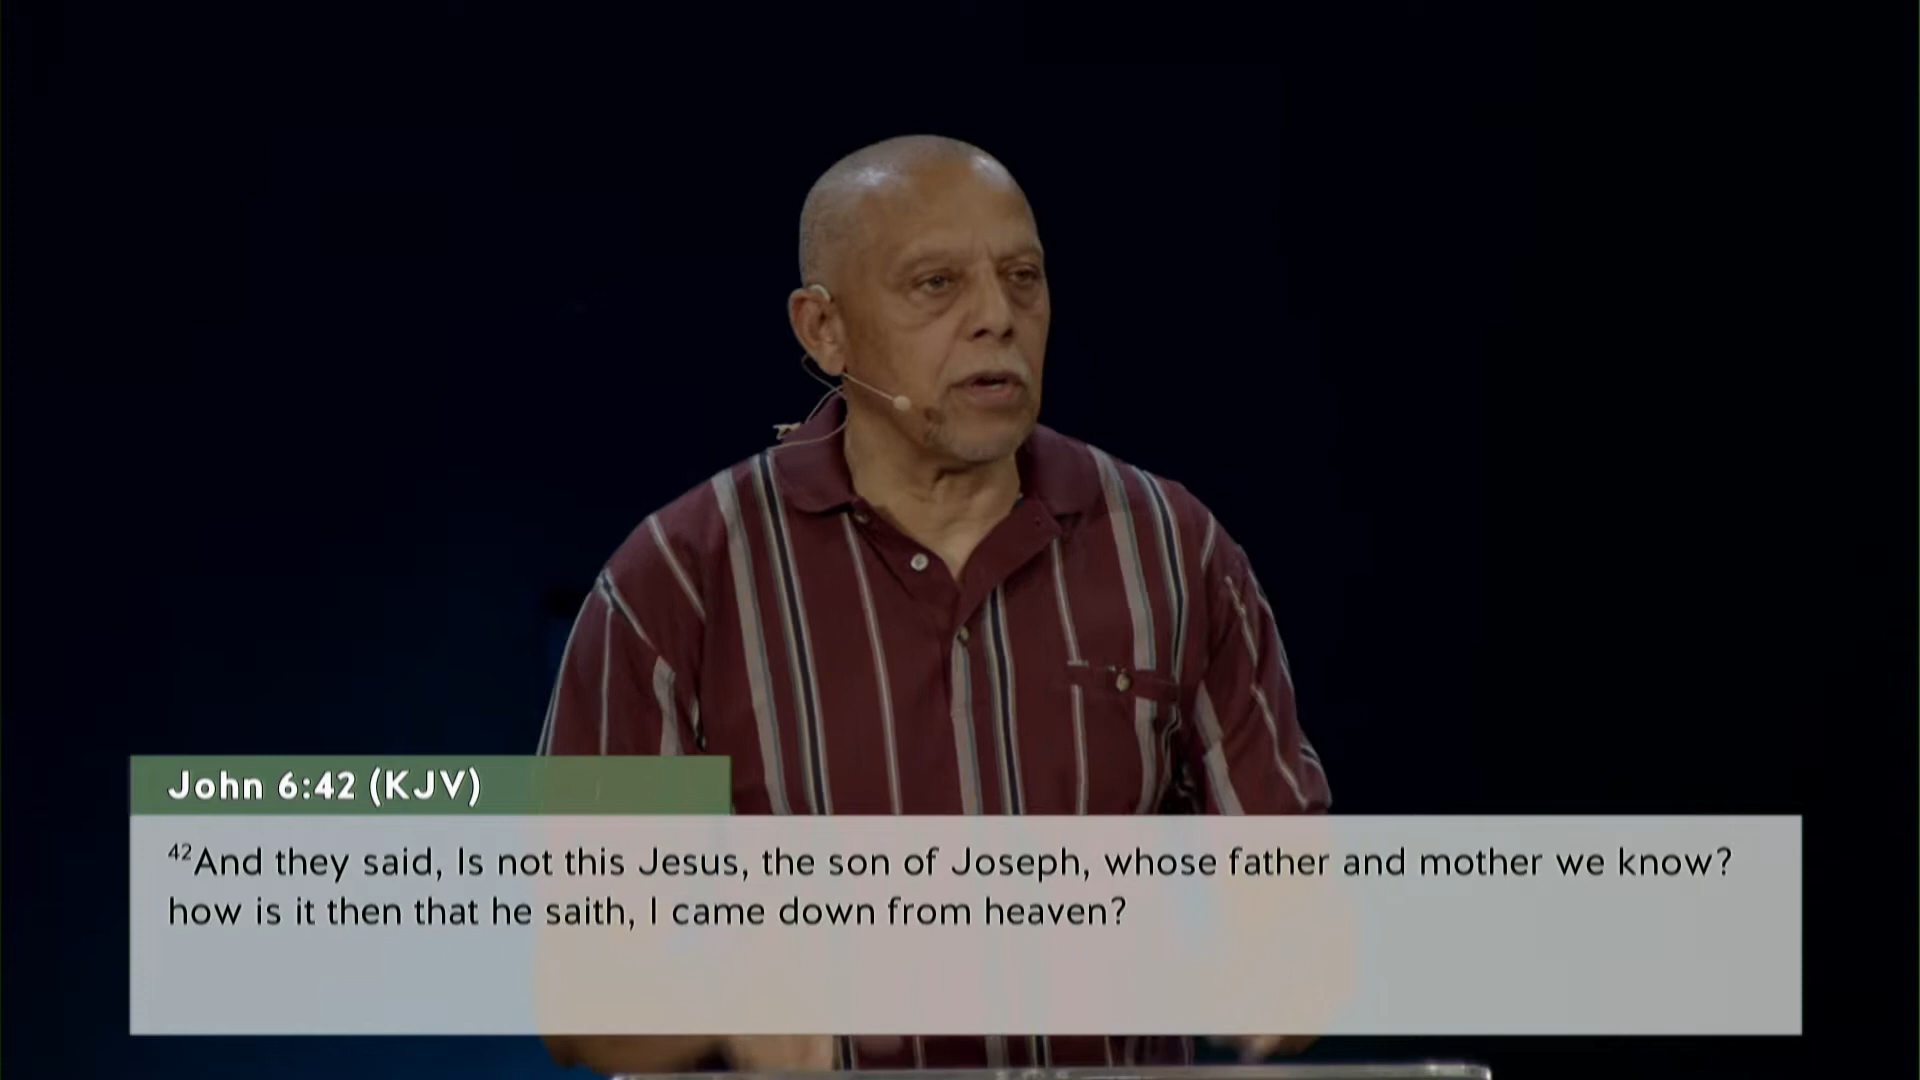 John 6:42 (KJV)
⁴²And they said, Is not this Jesus, the son of Joseph, whose father and mother we know?
how is it then that he saith, I came down from heaven?